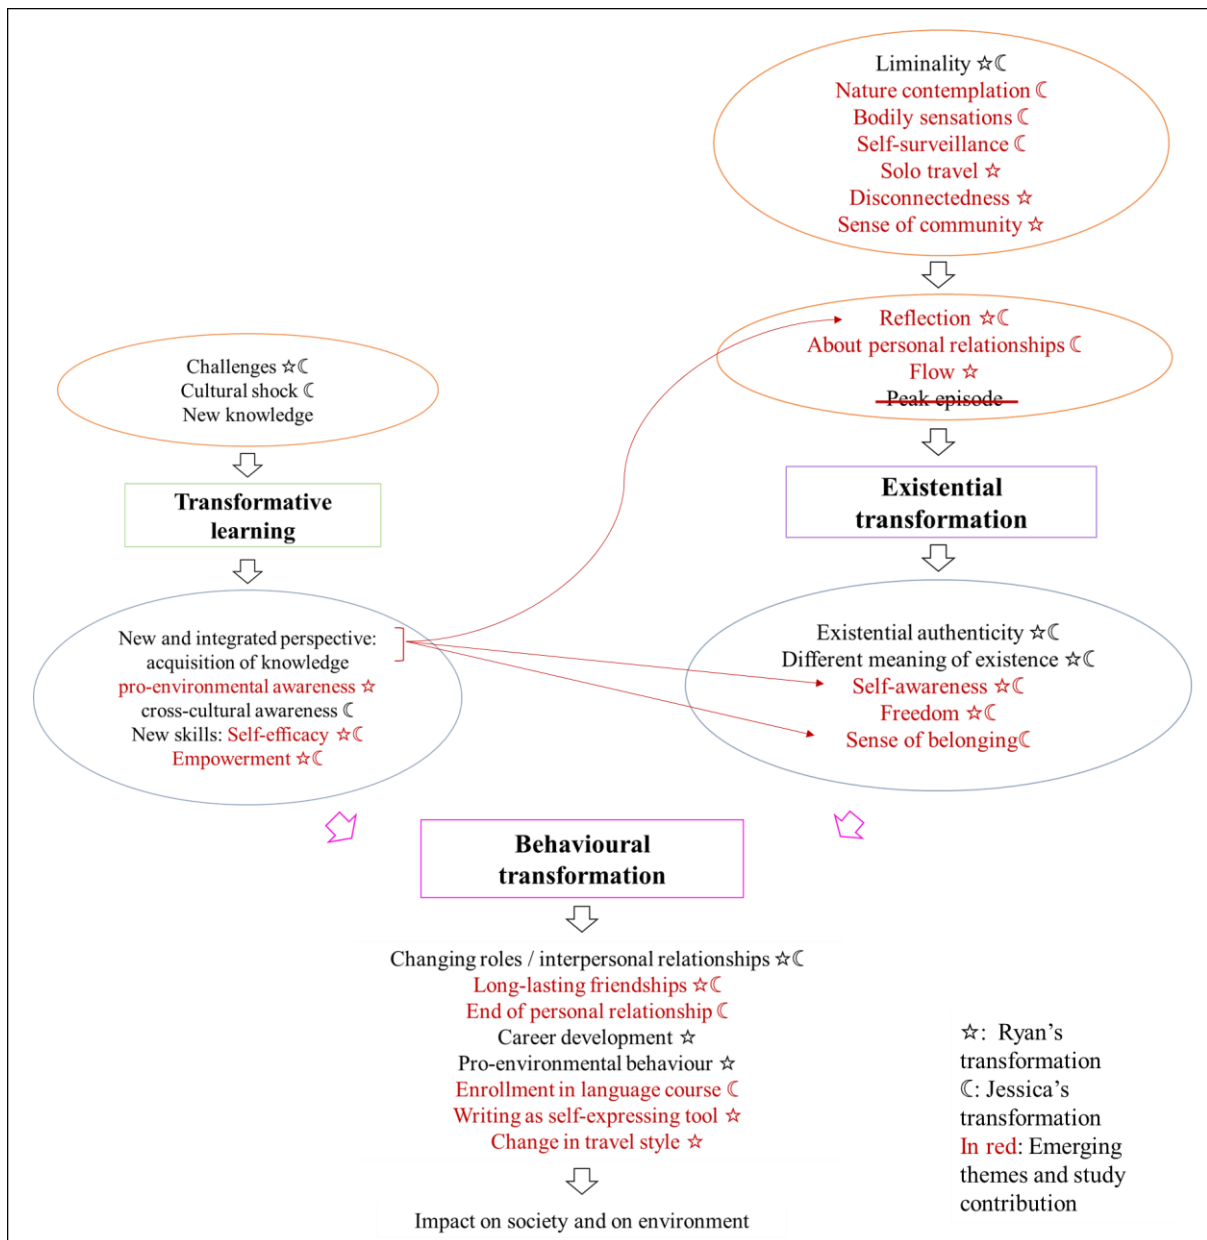 Liminality ☆☾
Nature contemplation ☾
Bodily sensations ☾
Self-surveillance ☾
Solo travel ☆
Disconnectedness ☆
Sense of community ☆
Reflection ☆☾
About personal relationships ☾
Flow ☆
Peak episode
Existential
transformation
Existential authenticity ☆☾
Different meaning of existence ☆☾
Self-awareness ☆☾
Freedom ☆☾
Sense of belonging☾
Challenges ☆☾
Cultural shock ☾
New knowledge
Transformative
learning
New and integrated perspective:
acquisition of knowledge
pro-environmental awareness ☆
cross-cultural awareness ☾
New skills: Self-efficacy ☆☾
Empowerment ☆☾
Behavioural
transformation
Changing roles / interpersonal relationships ☆☾
Long-lasting friendships ☆☾
End of personal relationship ☾
Career development ☆
Pro-environmental behaviour ☆
Enrollment in language course ☾
Writing as self-expressing tool ☆
Change in travel style ☆
Impact on society and on environment
☆: Ryan's
transformation
☾: Jessica's
transformation
In red: Emerging
themes and study
contribution